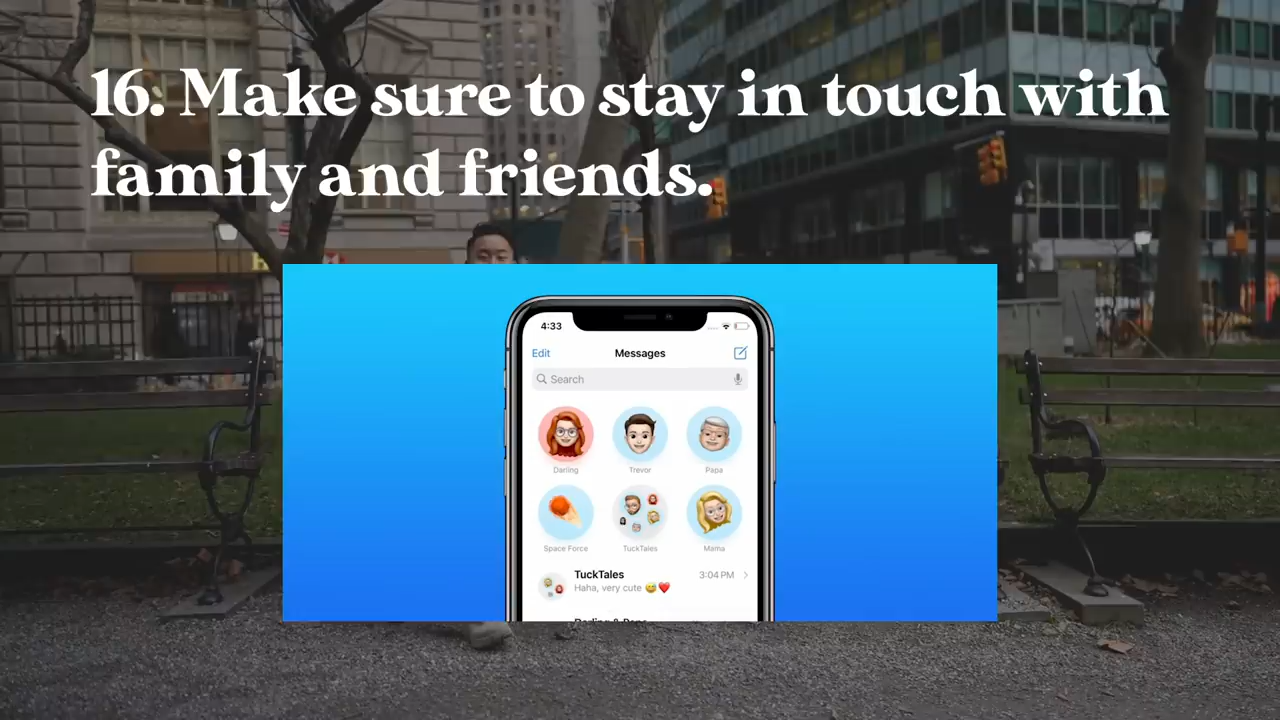 16. Make sure to stay in touch with
family and friends.
4:33
Edit
Messages
Search
Darling
Trevor
Papa
Space Force
TuckTales
Mama
TuckTales
3:04 PM
Haha, very cute 😅❤️